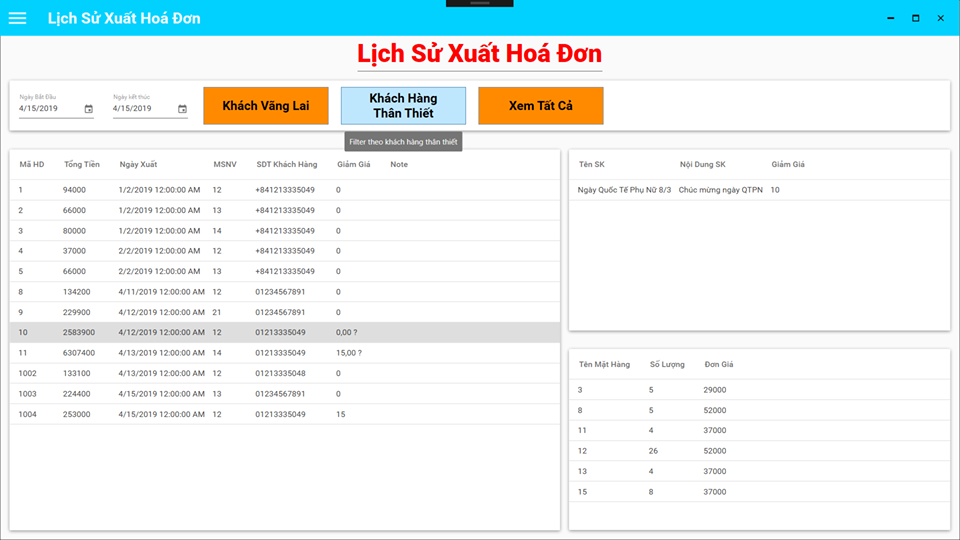 Lịch Sử Xuất Hoá Đơn
Lịch Sử Xuất Hoá Đơn
Ngày Bắt Đầu
4/15/2019
Ngày kết thúc
4/15/2019
Khách Vãng Lai
Khách Hàng
Thân Thiết
Xem Tất Cả
Filter theo khách hàng thân thiết
Mã HD Tổng Tiền Ngày Xuất MSNV SDT Khách Hàng Giảm Giá Note
1 94000 1/2/2019 12:00:00 AM 12 +841213335049 0
2 66000 1/2/2019 12:00:00 AM 13 +841213335049 0
3 80000 1/2/2019 12:00:00 AM 14 +841213335049 0
4 37000 2/2/2019 12:00:00 AM 12 +841213335049 0
5 66000 2/2/2019 12:00:00 AM 13 +841213335049 0
8 134200 4/11/2019 12:00:00 AM 12 01234567891 0
9 229900 4/12/2019 12:00:00 AM 21 01234567891 0
10 2583900 4/12/2019 12:00:00 AM 12 01213335049 0,00 ?
11 6307400 4/13/2019 12:00:00 AM 14 01213335049 15,00 ?
1002 133100 4/13/2019 12:00:00 AM 12 01213335048 0
1003 224400 4/15/2019 12:00:00 AM 13 01234567891 0
1004 253000 4/15/2019 12:00:00 AM 12 01213335049 15
Tên SK Nội Dung SK Giảm Giá
Ngày Quốc Tế Phụ Nữ 8/3 Chúc mừng ngày QTPN 10
Tên Mặt Hàng Số Lượng Đơn Giá
3 5 29000
8 5 52000
11 4 37000
12 26 52000
13 4 37000
15 8 37000